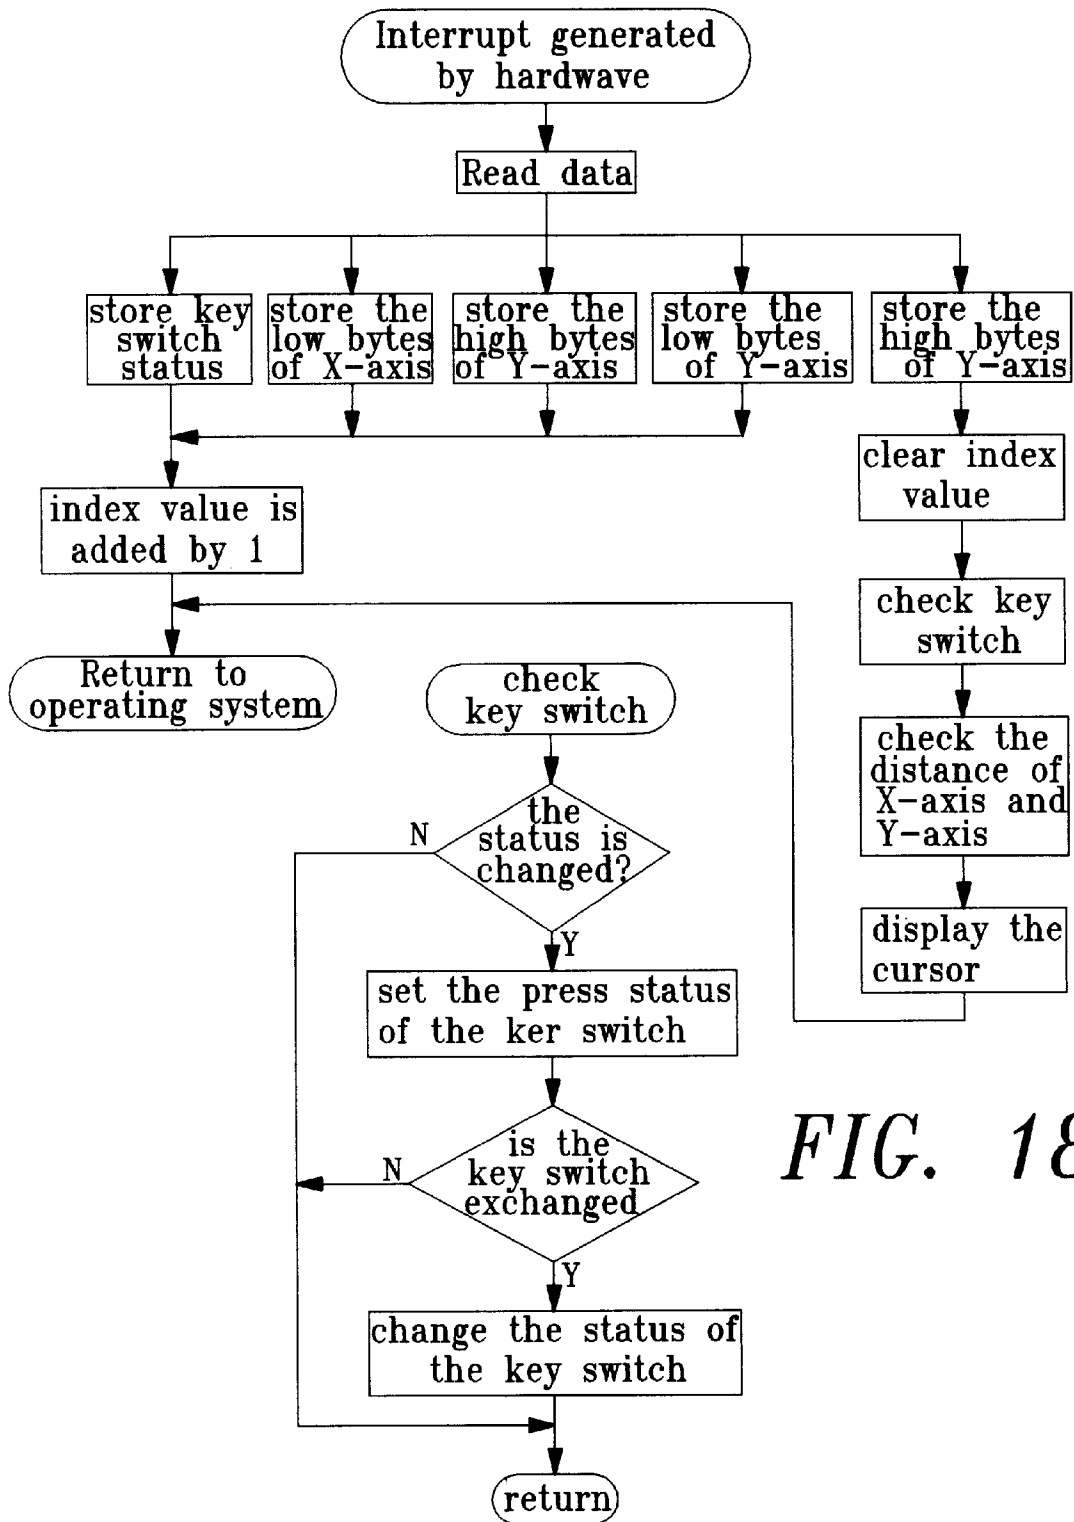 Interrupt generated
by hardwave
Read data
store key
switch
status
store the
low bytes
of X-axis
store the
high bytes
of Y-axis
store the
low bytes
of Y-axis
store the
high bytes
of Y-axis
clear index
value
index value is
added by 1
check key
switch
Return to
operating system
check the
distance of
X-axis and
Y-axis
display the
cursor
check
key switch
the
status is
changed?
N
Y
set the press status
of the ker switch
is the
key switch
exchanged
N
Y
change the status of
the key switch
return
FIG. 18